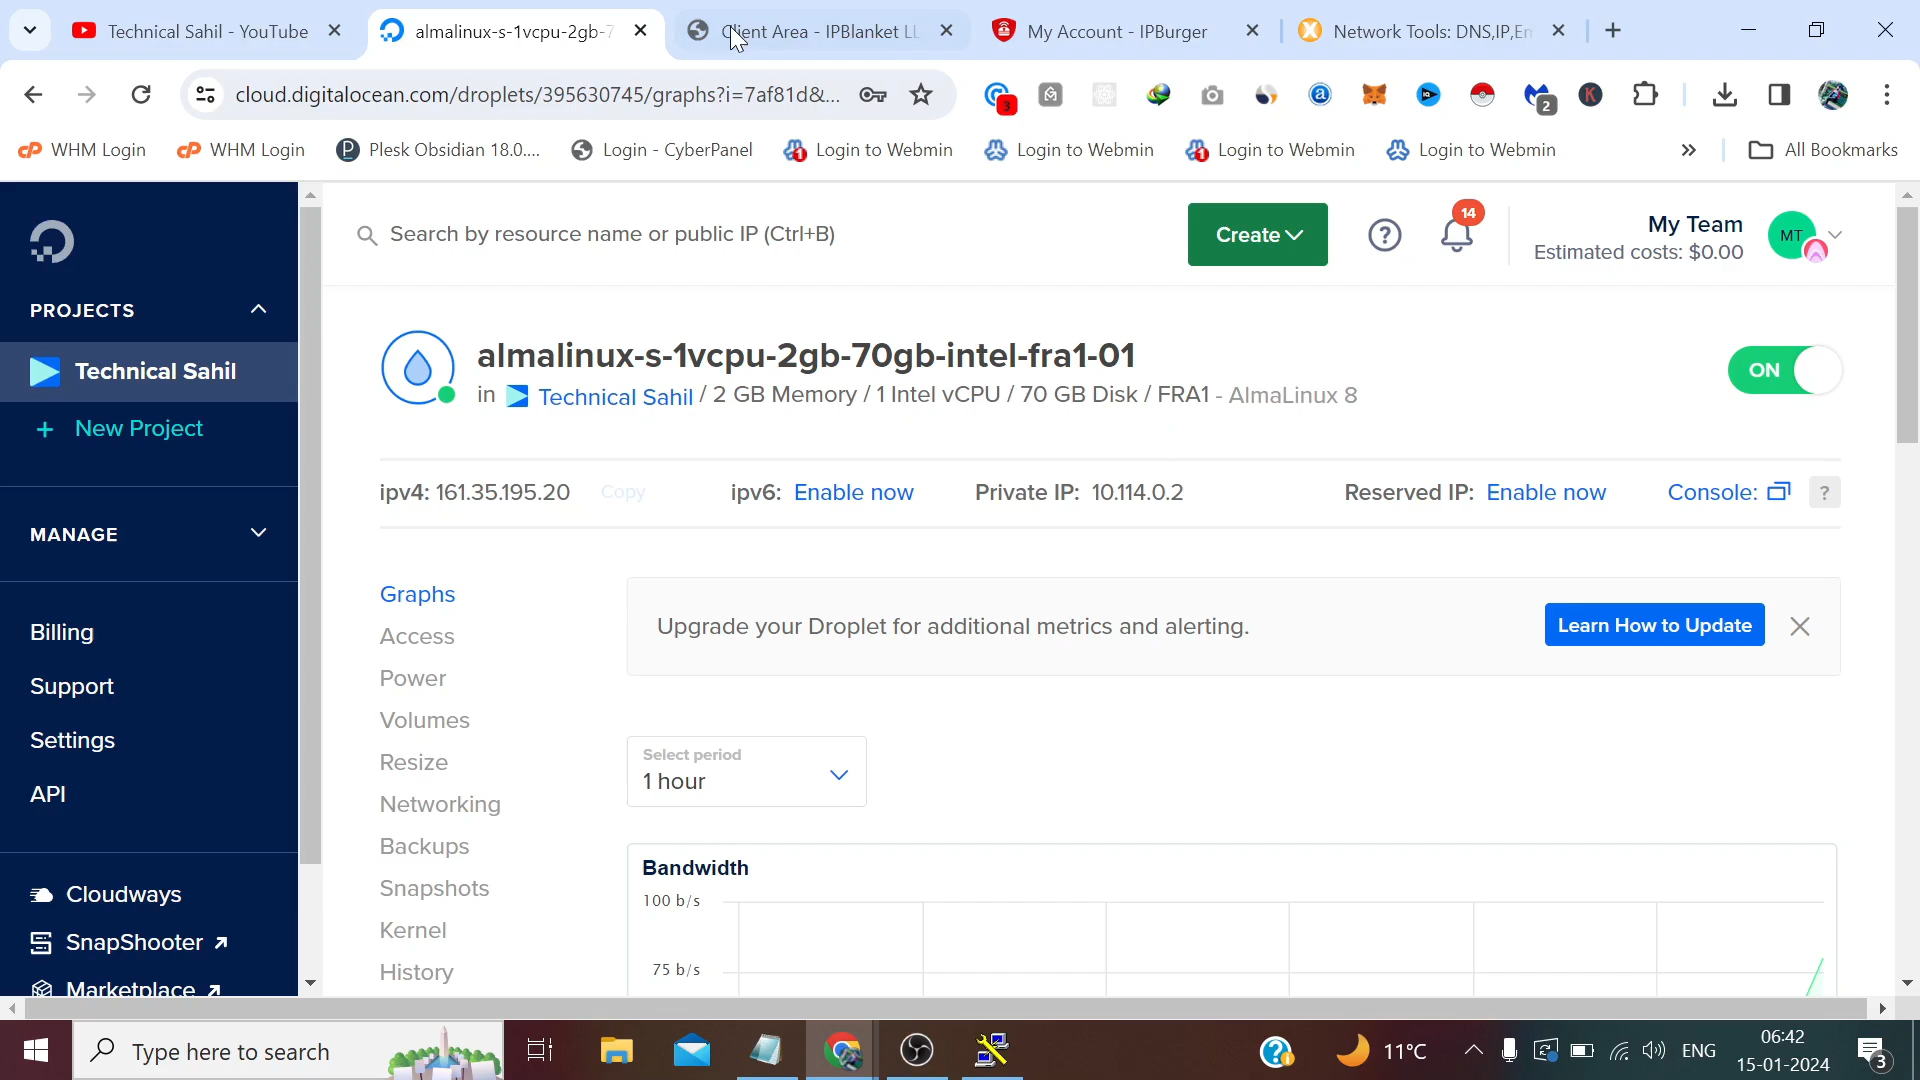 Technical Sahil - YouTube
almalinux-s-1vcpu-2gb-7
Client Area - IPBlanket LL
My Account - IPBurger
Network Tools: DNS,IP,Em
cloud.digitalocean.com/droplets/395630745/graphs?i=7af81d&...
3
2
WHM Login
WHM Login
Plesk Obsidian 18.0....
Login - CyberPanel
Login to Webmin
Login to Webmin
Login to Webmin
Login to Webmin
»
All Bookmarks
Search by resource name or public IP (Ctrl+B)
Create
14
My Team
Estimated costs: $0.00
MT
PROJECTS
Technical Sahil
+ New Project
MANAGE
Billing
Support
Settings
API
Cloudways
SnapShooter
Marketplace
almalinux-s-1vcpu-2gb-70gb-intel-fra1-01
in Technical Sahil / 2 GB Memory / 1 Intel vCPU / 70 GB Disk / FRA1 - AlmaLinux 8
ON
ipv4: 161.35.195.20 Copy
ipv6: Enable now
Private IP: 10.114.0.2
Reserved IP: Enable now
Console: ?
Graphs
Access
Power
Volumes
Resize
Networking
Backups
Snapshots
Kernel
History
Upgrade your Droplet for additional metrics and alerting.
Learn How to Update
Select period
1 hour
Bandwidth
100 b/s
75 b/s
Type here to search
11°C
ENG
06:42
15-01-2024
3